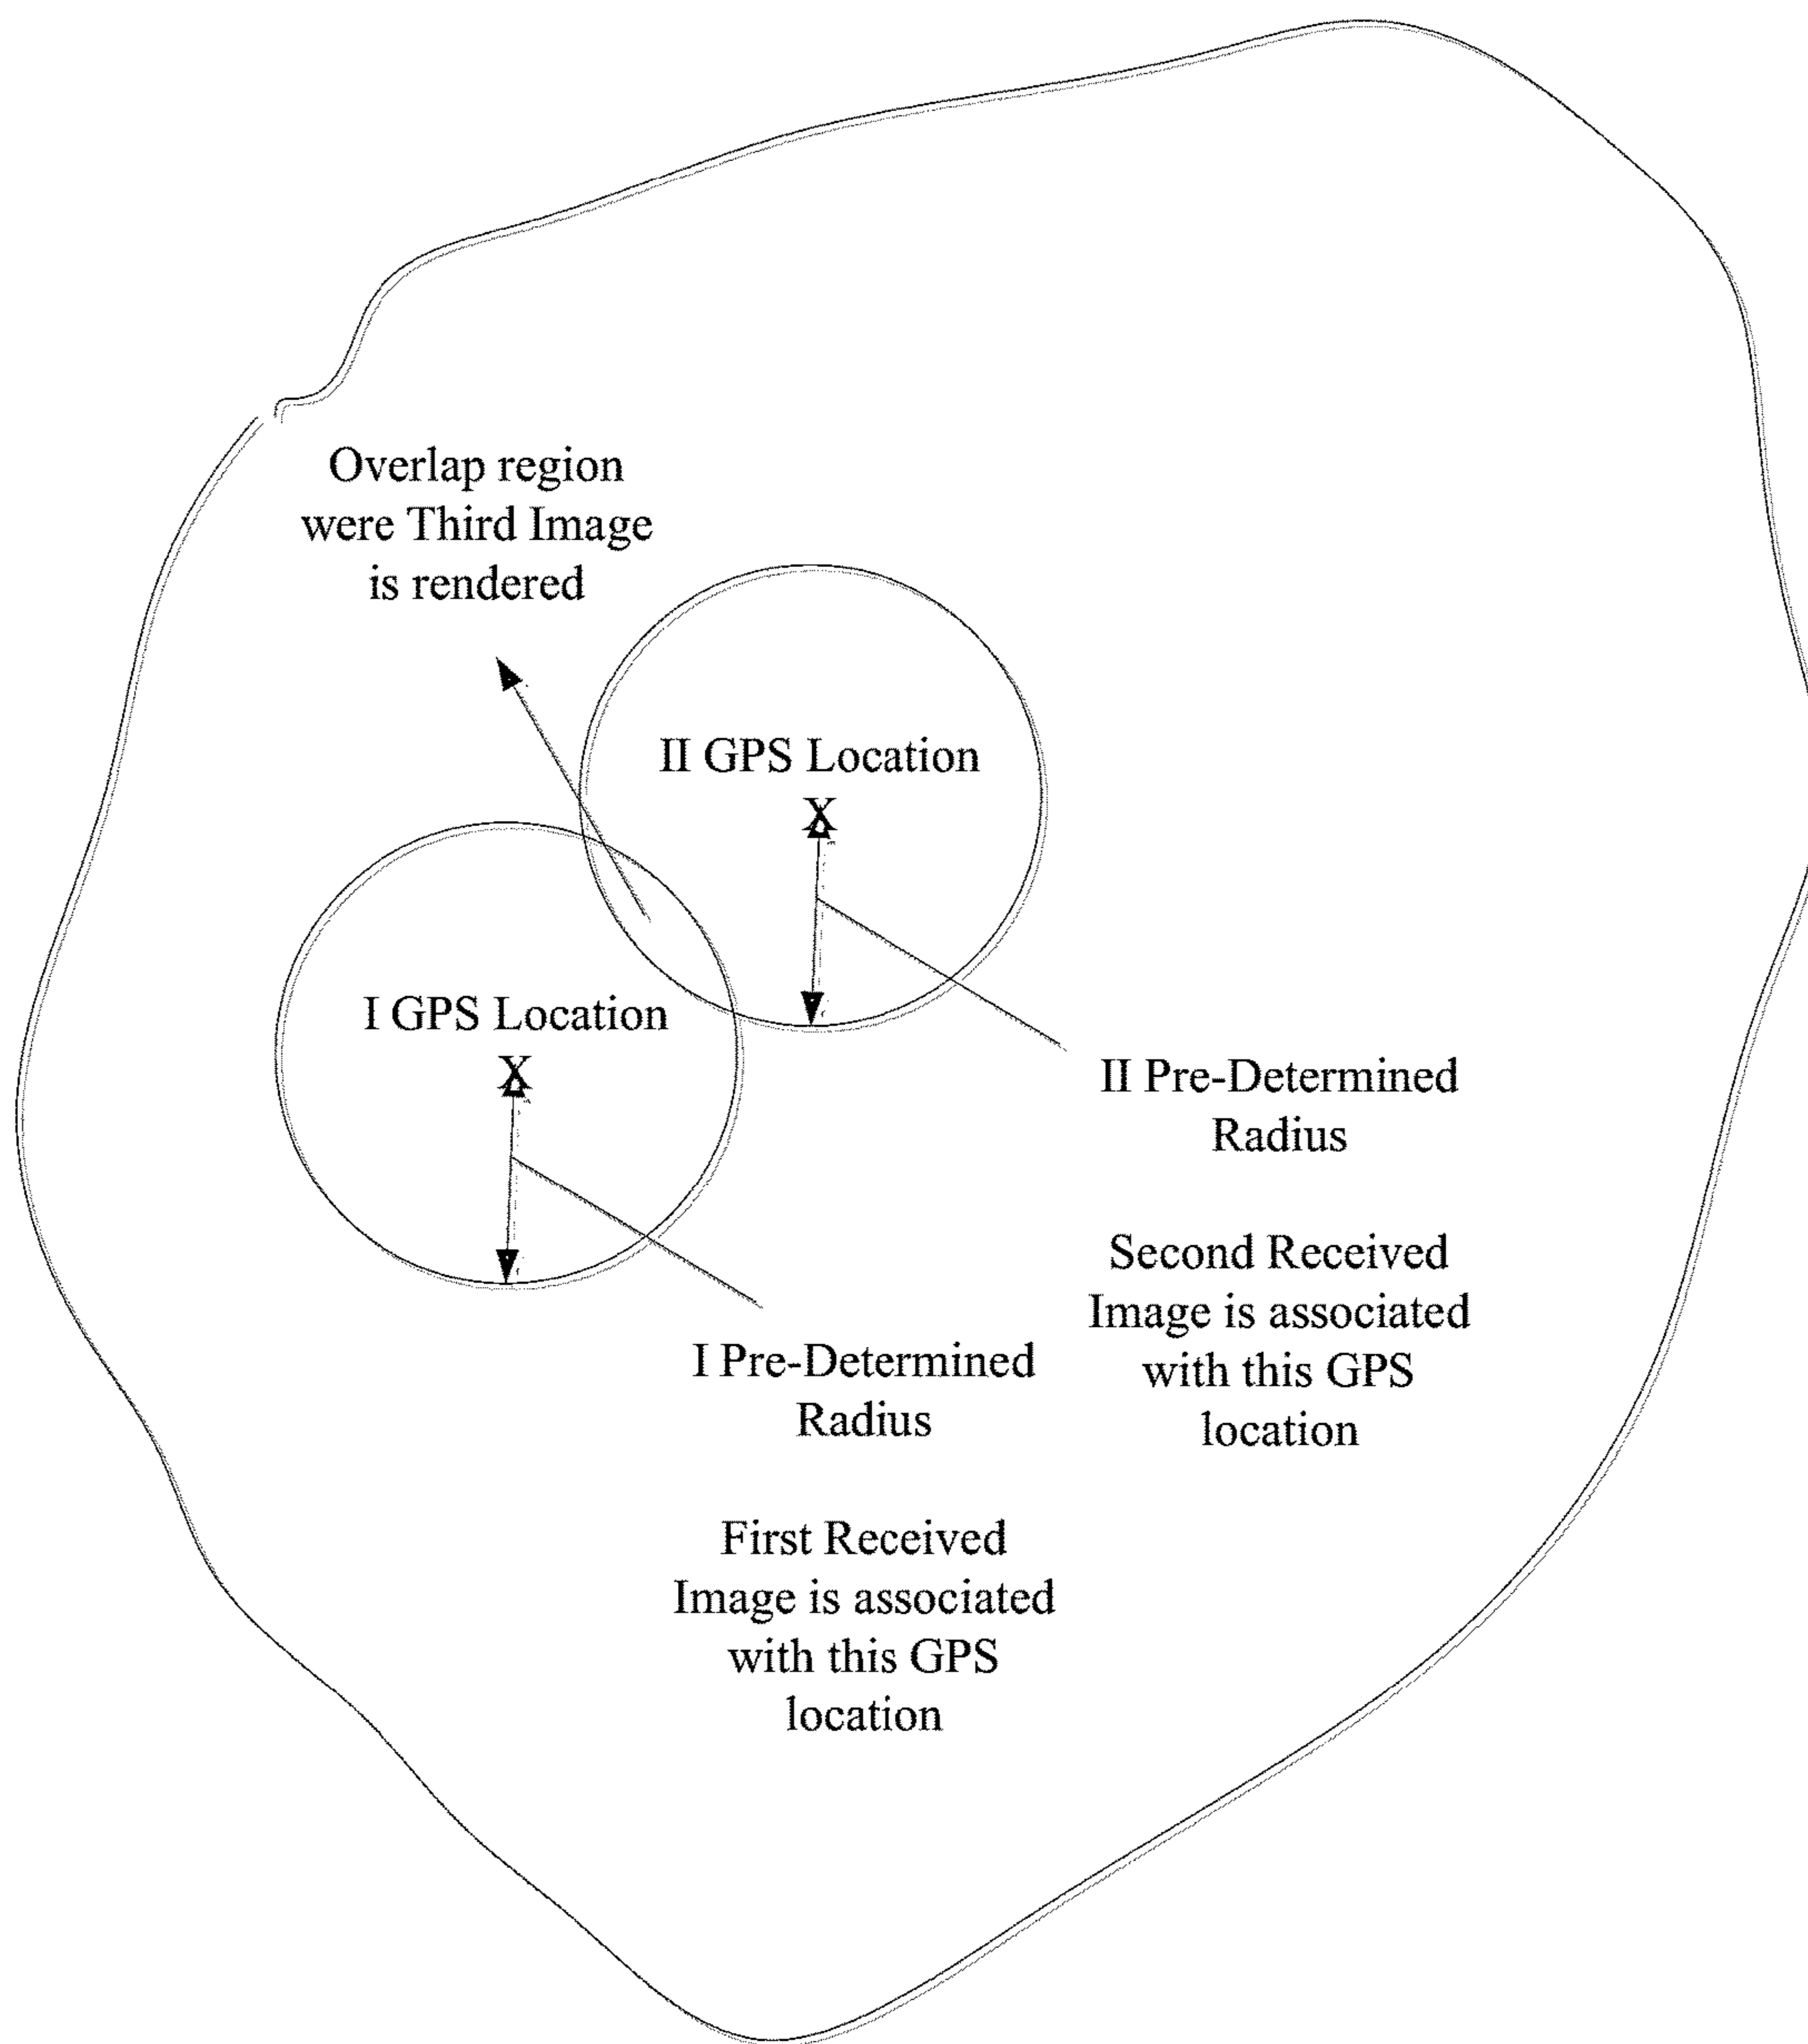 Overlap region
were Third Image
is rendered
II GPS Location
X
I GPS Location
X
II Pre-Determined
Radius
Second Received
Image is associated
with this GPS
location
I Pre-Determined
Radius
First Received
Image is associated
with this GPS
location